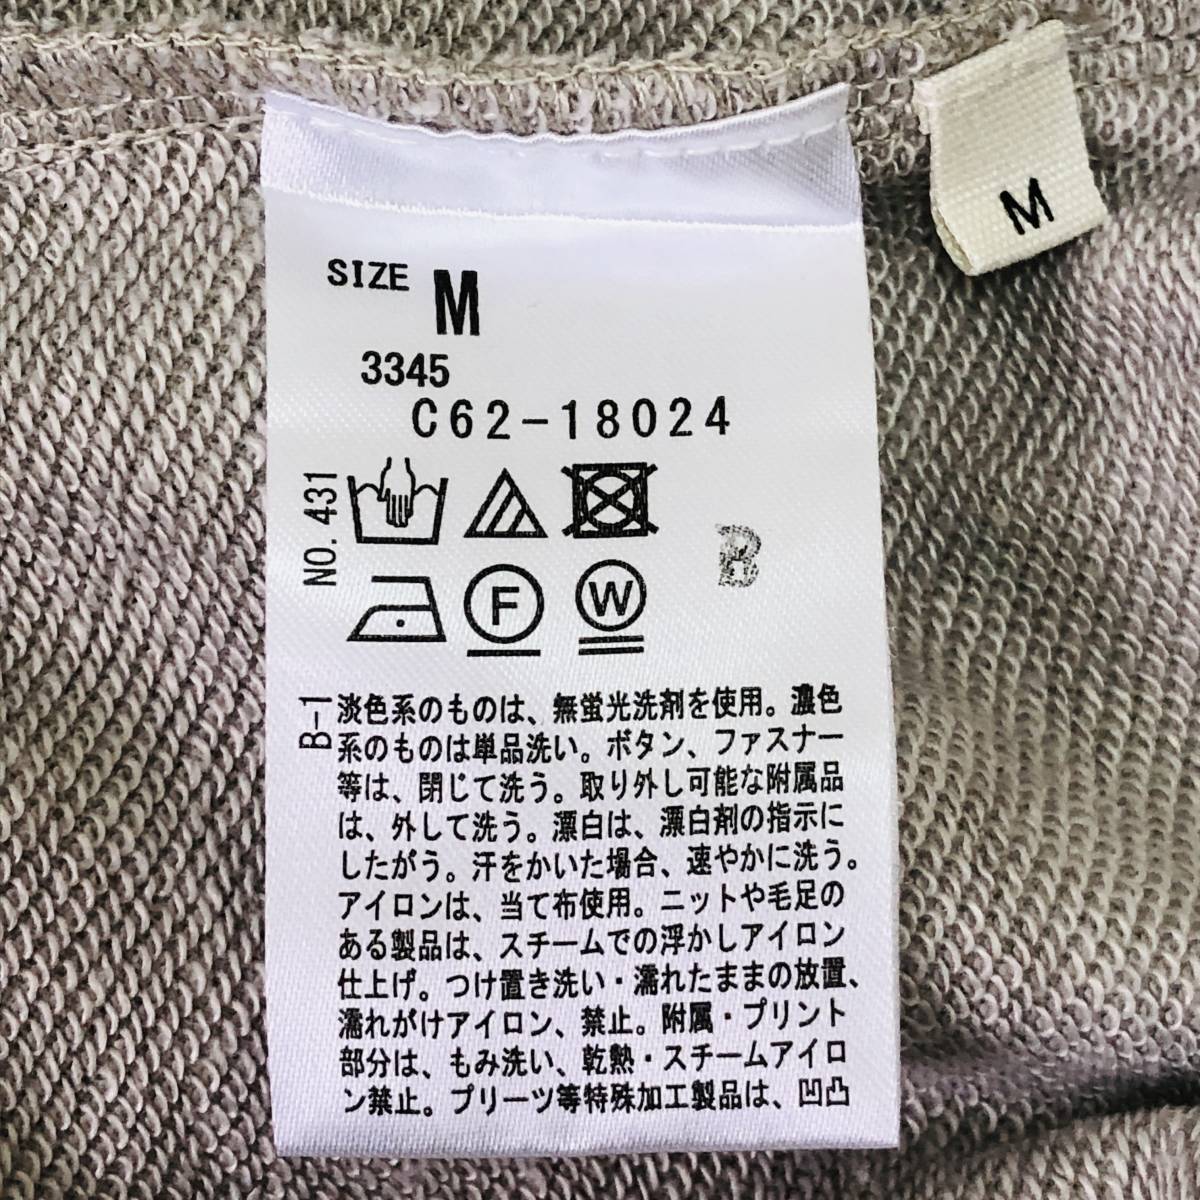 M
SIZE M
3345
C62-18024
NO. 431
B
F
W
B-1
淡色系のものは、無蛍光洗剤を使用。濃色
系のものは単品洗い。ボタン、ファスナー
等は、閉じて洗う。取り外し可能な附属品
は、外して洗う。漂白は、漂白剤の指示に
したがう。汗をかいた場合、速やかに洗う。
アイロンは、当て布使用。ニットや毛足の
ある製品は、スチームでの浮かしアイロン
仕上げ。つけ置き洗い・濡れたままの放置、
濡れがけアイロン、禁止。附属・プリント
部分は、もみ洗い、乾熱・スチームアイロ
ン禁止。プリーツ等特殊加工製品は、凹凸